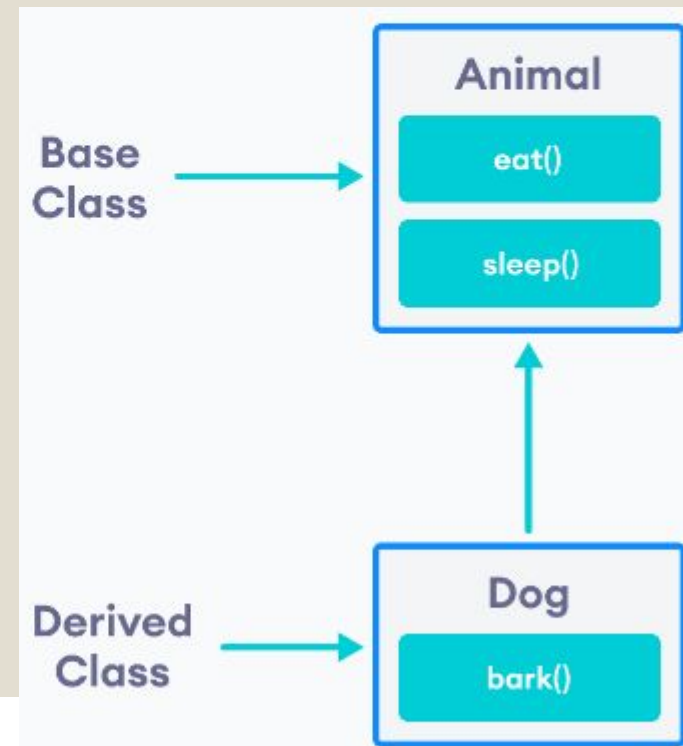 Animal
eat()
sleep()
Base
Class
Dog
bark()
Derived
Class